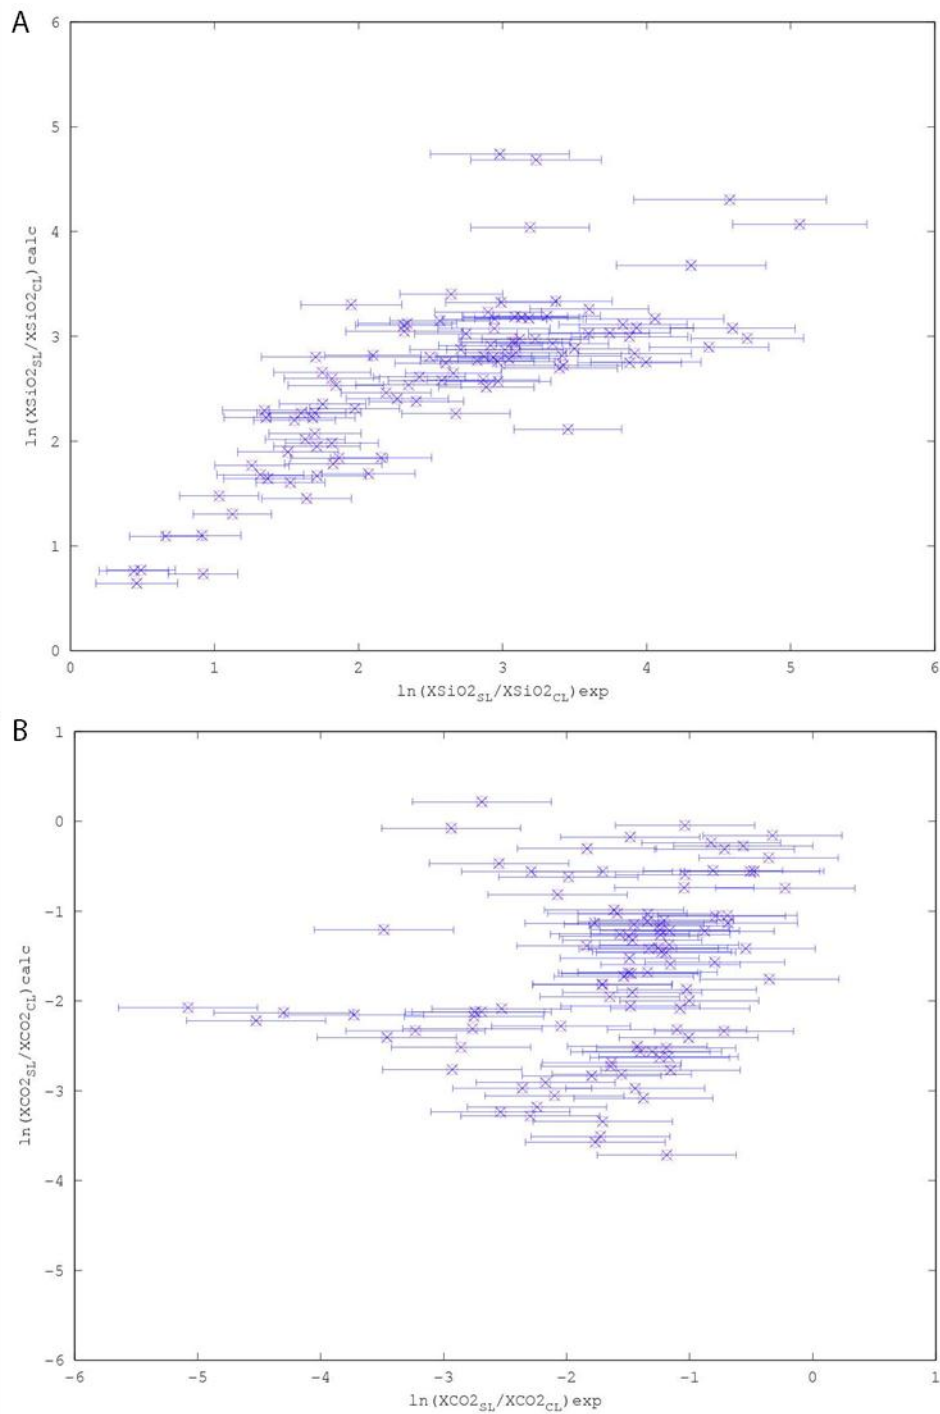 A
6
5
4
3
2
1
0
0 1 2 3 4 5 6
ln(XSiO2SL/XSiO2CL)calc
ln(XSiO2SL/XSiO2CL)exp
B
1
0
-1
-2
-3
-4
-5
-6
-6 -5 -4 -3 -2 -1 0 1
ln(XCO2SL/XCO2CL)calc
ln(XCO2SL/XCO2CL)exp